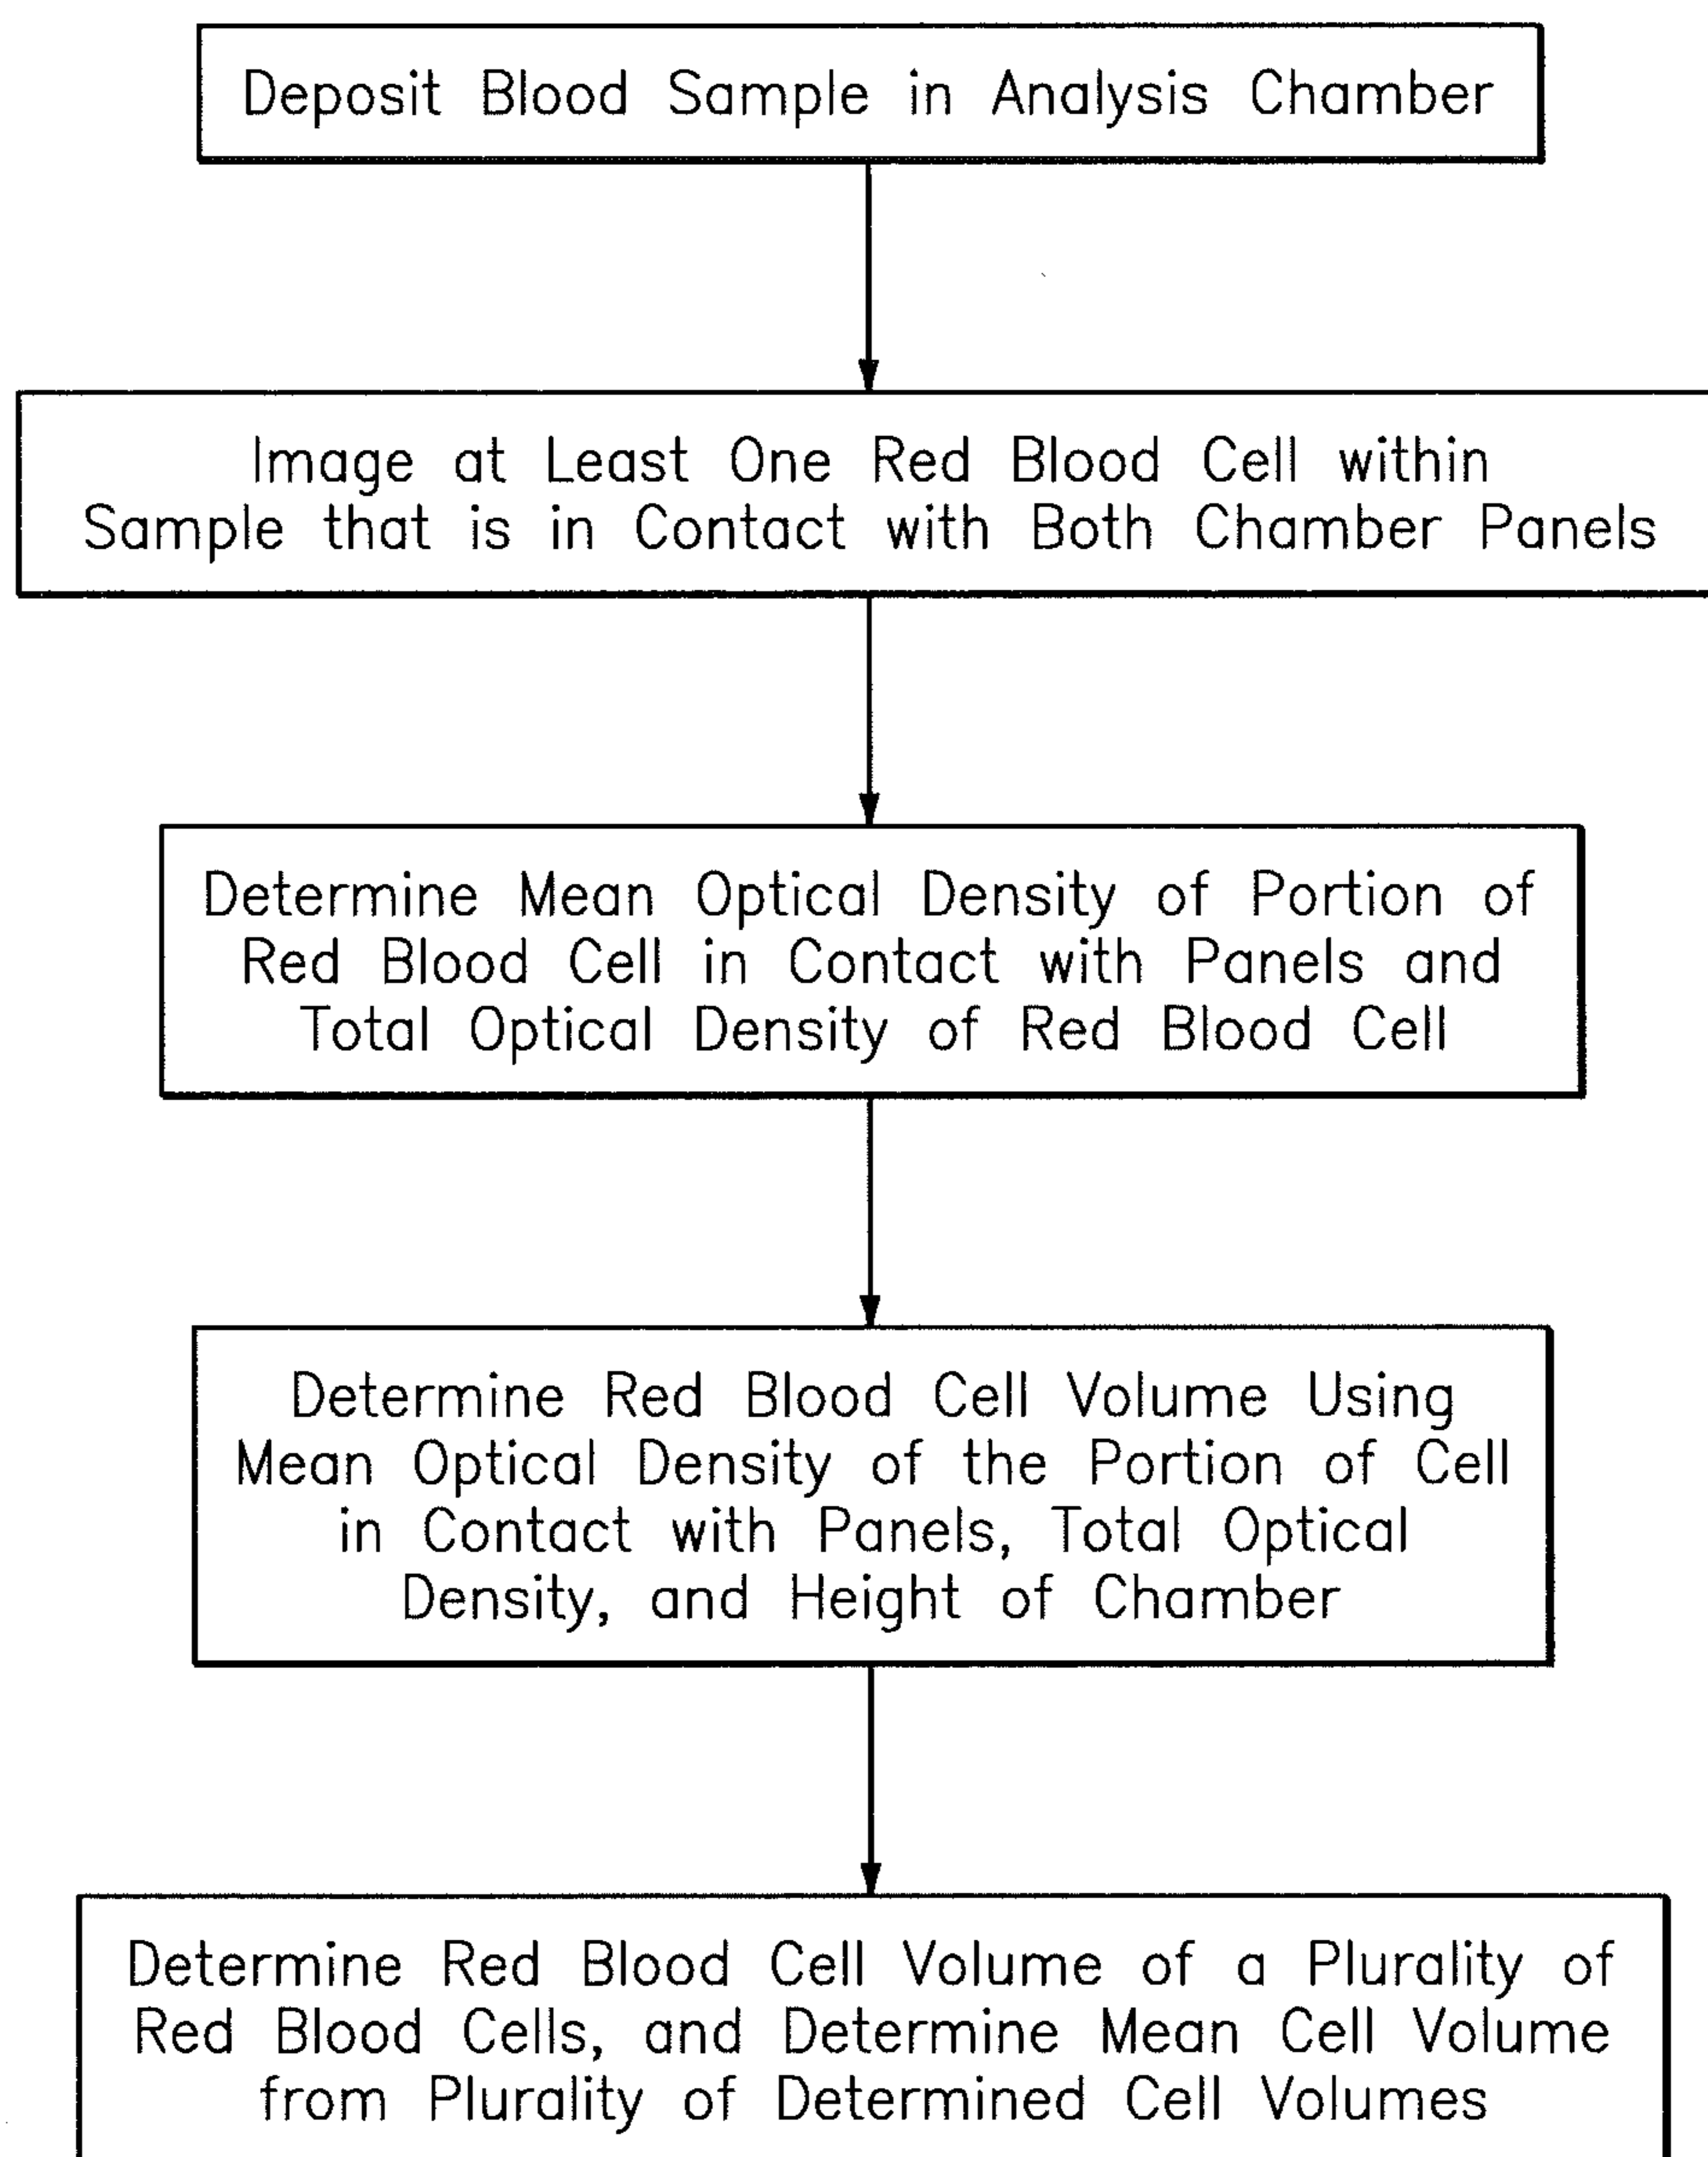 Deposit Blood Sample in Analysis Chamber
Image at Least One Red Blood Cell within
Sample that is in Contact with Both Chamber Panels
Determine Mean Optical Density of Portion of
Red Blood Cell in Contact with Panels and
Total Optical Density of Red Blood Cell
Determine Red Blood Cell Volume Using
Mean Optical Density of the Portion of Cell
in Contact with Panels, Total Optical
Density, and Height of Chamber
Determine Red Blood Cell Volume of a Plurality of
Red Blood Cells, and Determine Mean Cell Volume
from Plurality of Determined Cell Volumes